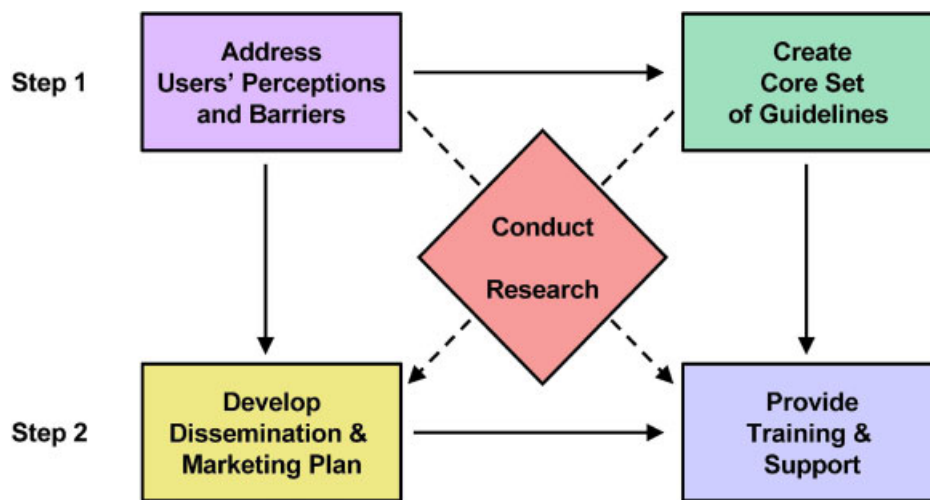 Step 1
Address
Users’ Perceptions
and Barriers
Create
Core Set
of Guidelines
Conduct
Research
Step 2
Develop
Dissemination &
Marketing Plan
Provide
Training &
Support